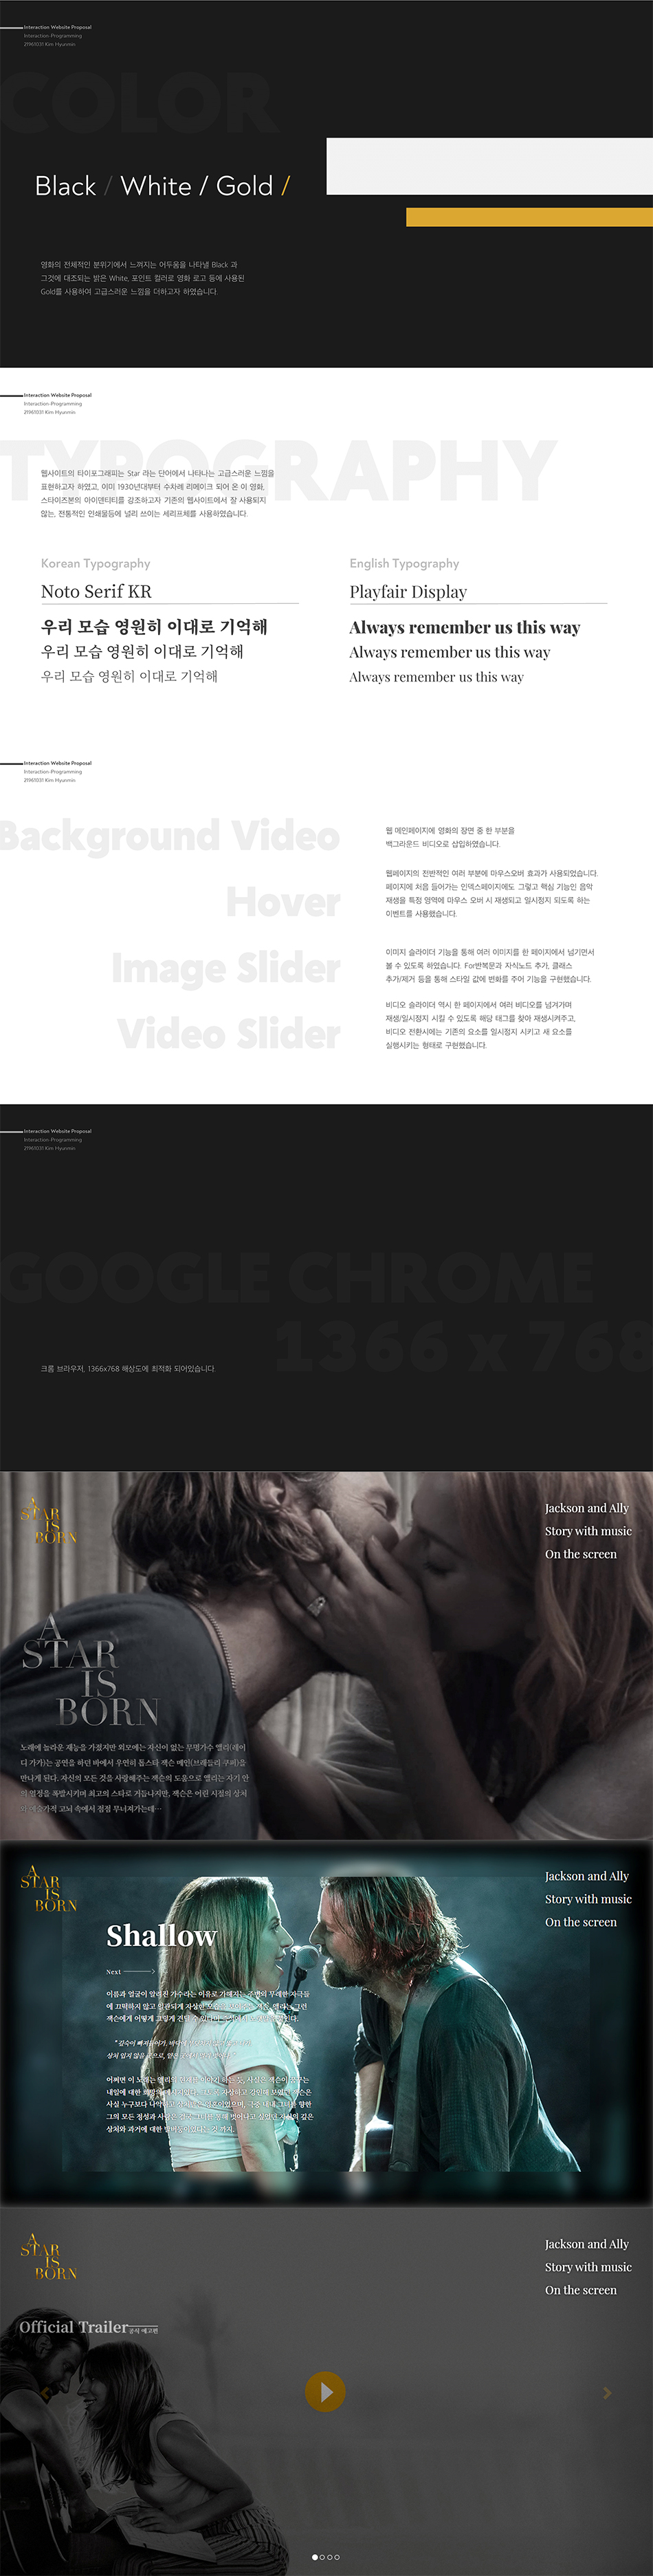 Interaction Website Proposal
Interaction-Programming
21961031 Kim Hyunmin
COLOR
Black / White / Gold /
영화의 전체적인 분위기에서 느껴지는 어두움을 나타낼 Black 과
그것에 대조되는 밝은 White, 포인트 컬러로 영화 로고 등에 사용된
Gold를 사용하여 고급스러운 느낌을 더하고자 하였습니다.
Interaction Website Proposal
Interaction-Programming
21961031 Kim Hyunmin
TYPOGRAPHY
웹사이트의 타이포그래피는 Star 라는 단어에서 나타나는 고급스러운 느낌을
표현하고자 하였고, 이미 1930년대부터 수차례 리메이크 되어 온 이 영화,
스타이즈본의 아이덴티티를 강조하고자 기존의 웹사이트에서 잘 사용되지
않는, 전통적인 인쇄물등에 널리 쓰이는 세리프체를 사용하였습니다.
Korean Typography
Noto Serif KR
우리 모습 영원히 이대로 기억해
우리 모습 영원히 이대로 기억해
우리 모습 영원히 이대로 기억해
English Typography
Playfair Display
Always remember us this way
Always remember us this way
Always remember us this way
Interaction Website Proposal
Interaction-Programming
21961031 Kim Hyunmin
Background Video
웹 메인페이지에 영화의 장면 중 한 부분을
백그라운드 비디오로 삽입하였습니다.
Hover
웹페이지의 전반적인 여러 부분에 마우스오버 효과가 사용되었습니다.
페이지에 처음 들어가는 인덱스페이지에도 그렇고 핵심 기능인 음악
재생을 특정 영역에 마우스 오버 시 재생되고 일시정지 되도록 하는
이벤트를 사용했습니다.
Image Slider
이미지 슬라이더 기능을 통해 여러 이미지를 한 페이지에서 넘기면서
볼 수 있도록 하였습니다. For반복문과 자식노드 추가, 클래스
추가/제거 등을 통해 스타일 값에 변화를 주어 기능을 구현했습니다.
Video Slider
비디오 슬라이더 역시 한 페이지에서 여러 비디오를 넘겨가며
재생/일시정지 시킬 수 있도록 해당 태그를 찾아 재생시켜주고,
비디오 전환시에는 기존의 요소를 일시정지 시키고 새 요소를
실행시키는 형태로 구현했습니다.
Interaction Website Proposal
Interaction-Programming
21961031 Kim Hyunmin
GOOGLE CHROME
1366 x 768
크롬 브라우저, 1366x768 해상도에 최적화 되어있습니다.
A
STAR
IS
BORN
Jackson and Ally
Story with music
On the screen
A
STAR
IS
BORN
노래에 놀라운 재능을 가졌지만 외모에는 자신이 없는 무명가수 앨리(레이
디 가가)는 공연을 하던 바에서 우연히 톱스타 잭슨 메인(브래들리 쿠퍼)을
만나게 된다. 자신의 모든 것을 사랑해주는 잭슨의 도움으로 앨리는 자기 안
의 열정을 폭발시키며 최고의 스타로 거듭나지만, 잭슨은 어린 시절의 상처
와 예술가적 고뇌 속에서 점점 무너져가는데…
A
STAR
IS
BORN
Jackson and Ally
Story with music
On the screen
Shallow
Next
이름과 얼굴이 알려진 가수라는 이유로 가해지는 주변의 무례한 자극들
A
STAR
IS
BORN
Jackson and Ally
Story with music
On the screen
Official Trailer
공식 예고편